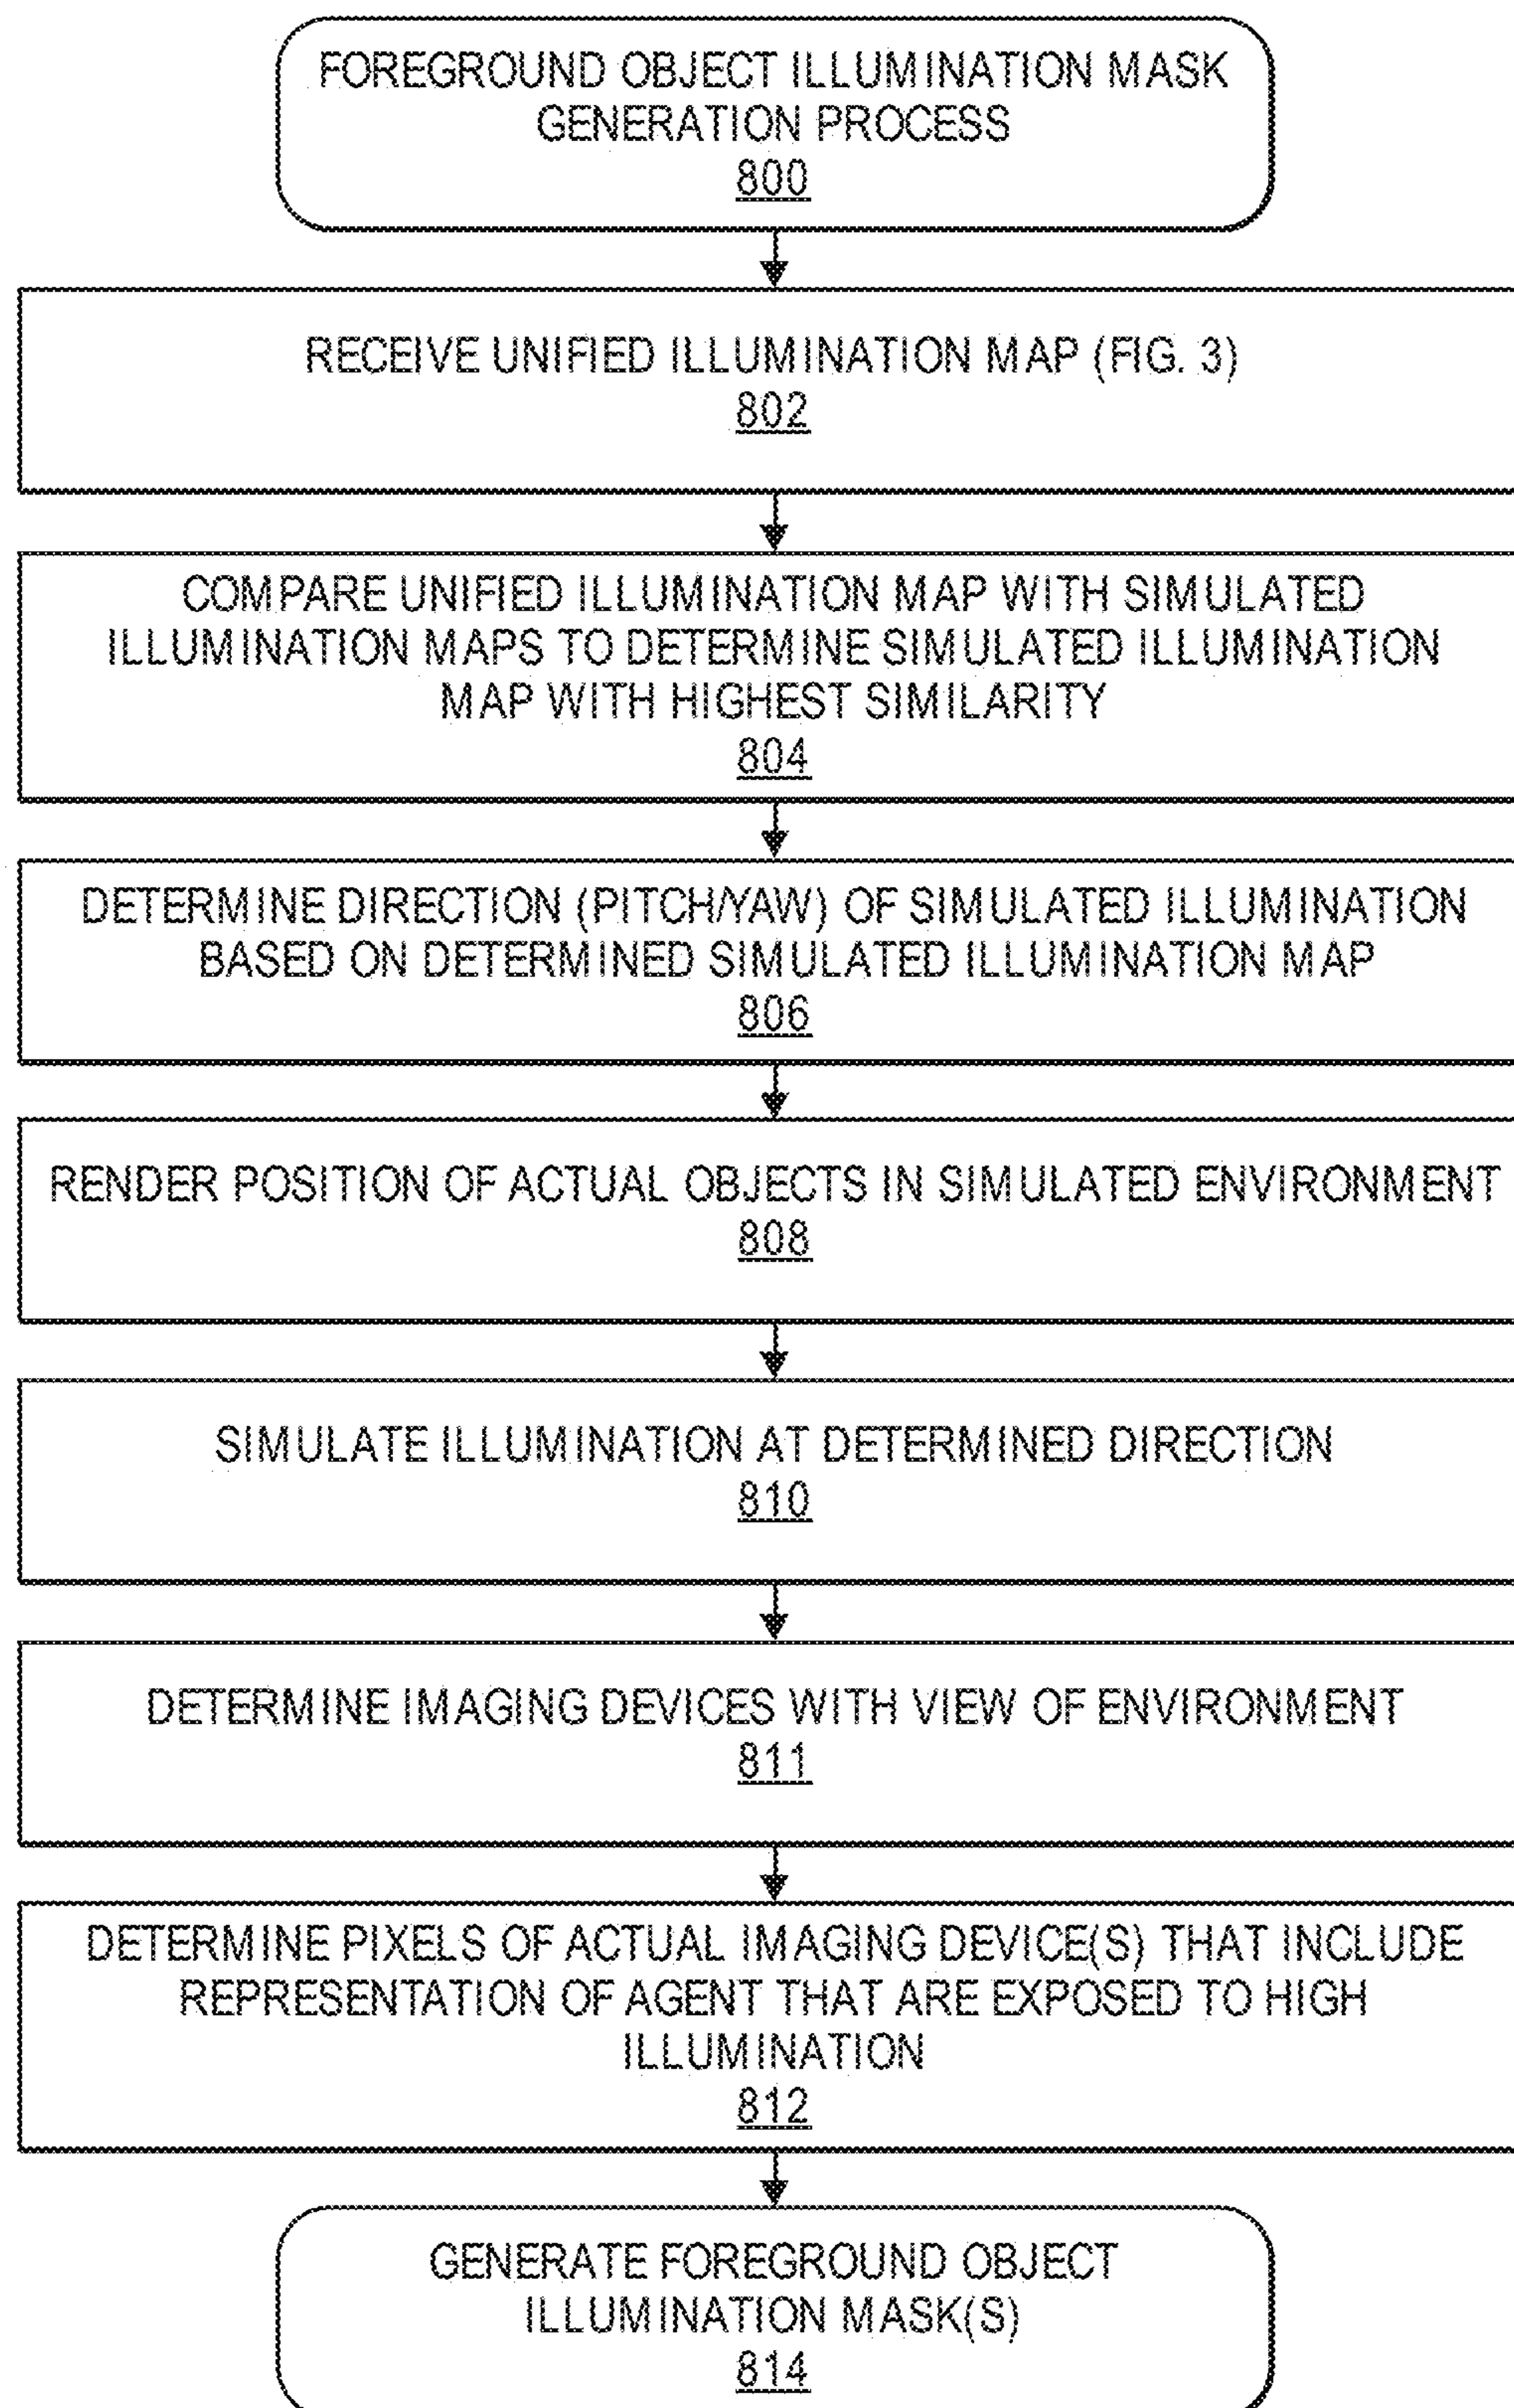 FOREGROUND OBJECT ILLUMINATION MASK
GENERATION PROCESS
800
RECEIVE UNIFIED ILLUMINATION MAP (FIG. 3)
802
COMPARE UNIFIED ILLUMINATION MAP WITH SIMULATED
ILLUMINATION MAPS TO DETERMINE SIMULATED ILLUMINATION
MAP WITH HIGHEST SIMILARITY
804
DETERMINE DIRECTION (PITCH/YAW) OF SIMULATED ILLUMINATION
BASED ON DETERMINED SIMULATED ILLUMINATION MAP
806
RENDER POSITION OF ACTUAL OBJECTS IN SIMULATED ENVIRONMENT
808
SIMULATE ILLUMINATION AT DETERMINED DIRECTION
810
DETERMINE IMAGING DEVICES WITH VIEW OF ENVIRONMENT
811
DETERMINE PIXELS OF ACTUAL IMAGING DEVICE(S) THAT INCLUDE
REPRESENTATION OF AGENT THAT ARE EXPOSED TO HIGH
ILLUMINATION
812
GENERATE FOREGROUND OBJECT
ILLUMINATION MASK(S)
814